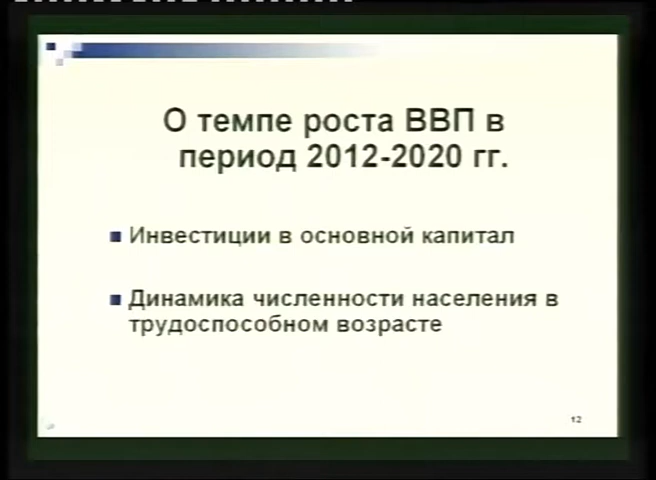 О темпе роста ВВП в
период 2012-2020 гг.
Инвестиции в основной капитал
Динамика численности населения в
трудоспособном возрасте
12